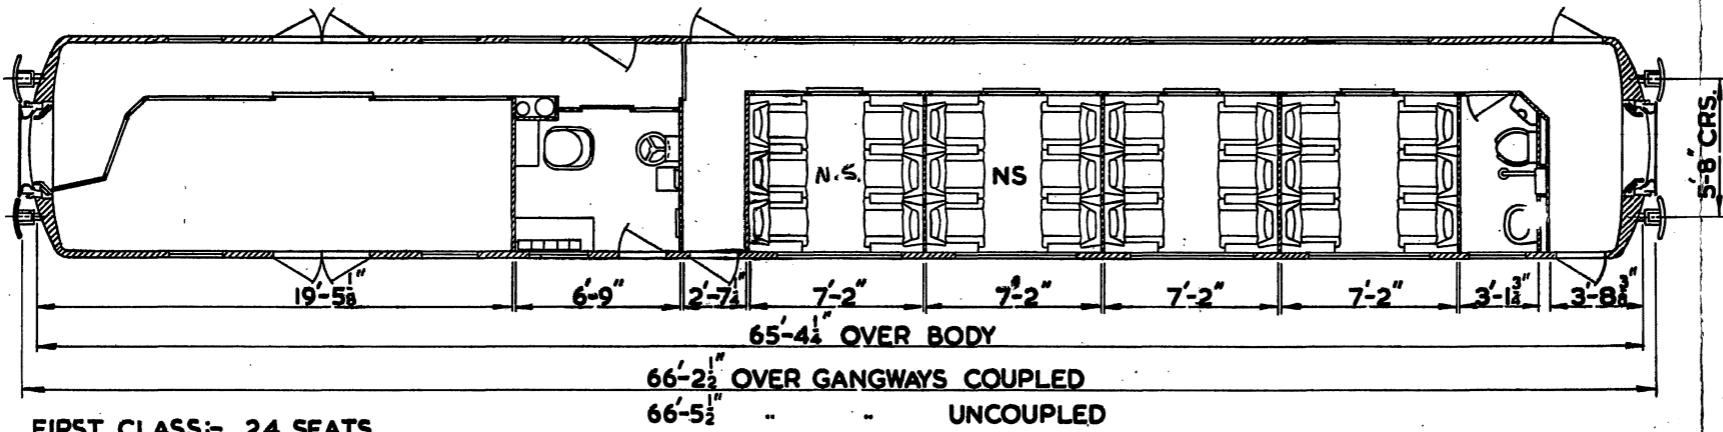 N.S. NS
5'-8" CRS.
19'-5⅛" 6'-9" 2'-7¼" 7'-2" 7'-2" 7'-2" 7'-2" 3'-1¾" 3'-8⅜"
65'-4¼" OVER BODY
66'-2½" OVER GANGWAYS COUPLED
66'-5½" " " UNCOUPLED
FIRST CLASS:- 24 SEATS